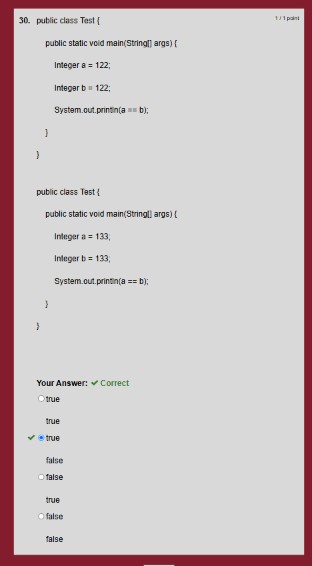 30. public class Test { 1 / 1 point
public static void main(String[] args) {
Integer a = 122;
Integer b = 122;
System.out.println(a == b);
}
}
public class Test {
public static void main(String[] args) {
Integer a = 133;
Integer b = 133;
System.out.println(a == b);
}
}
Your Answer: ✔ Correct
true
true
✔ true
false
false
true
false
false